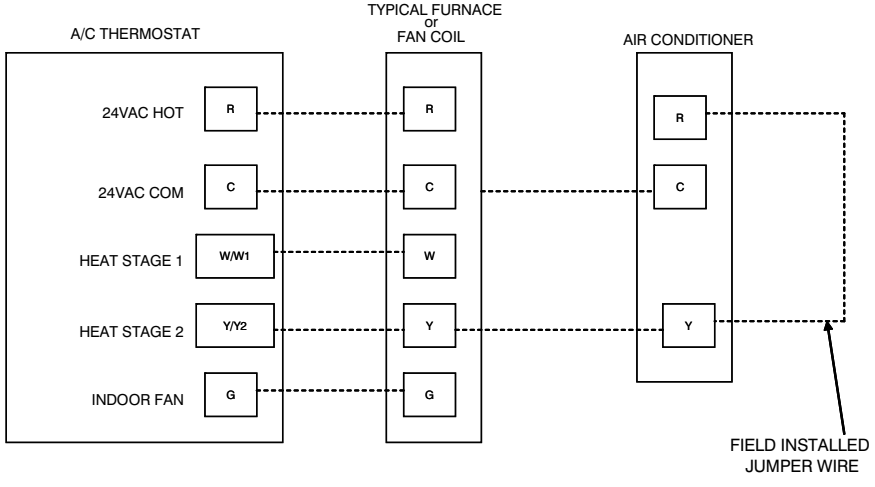 TYPICAL FURNACE
or
FAN COIL
A/C THERMOSTAT
AIR CONDITIONER
24VAC HOT R R R
24VAC COM C C C
HEAT STAGE 1 W/W1 W
HEAT STAGE 2 Y/Y2 Y Y
INDOOR FAN G G
FIELD INSTALLED
JUMPER WIRE